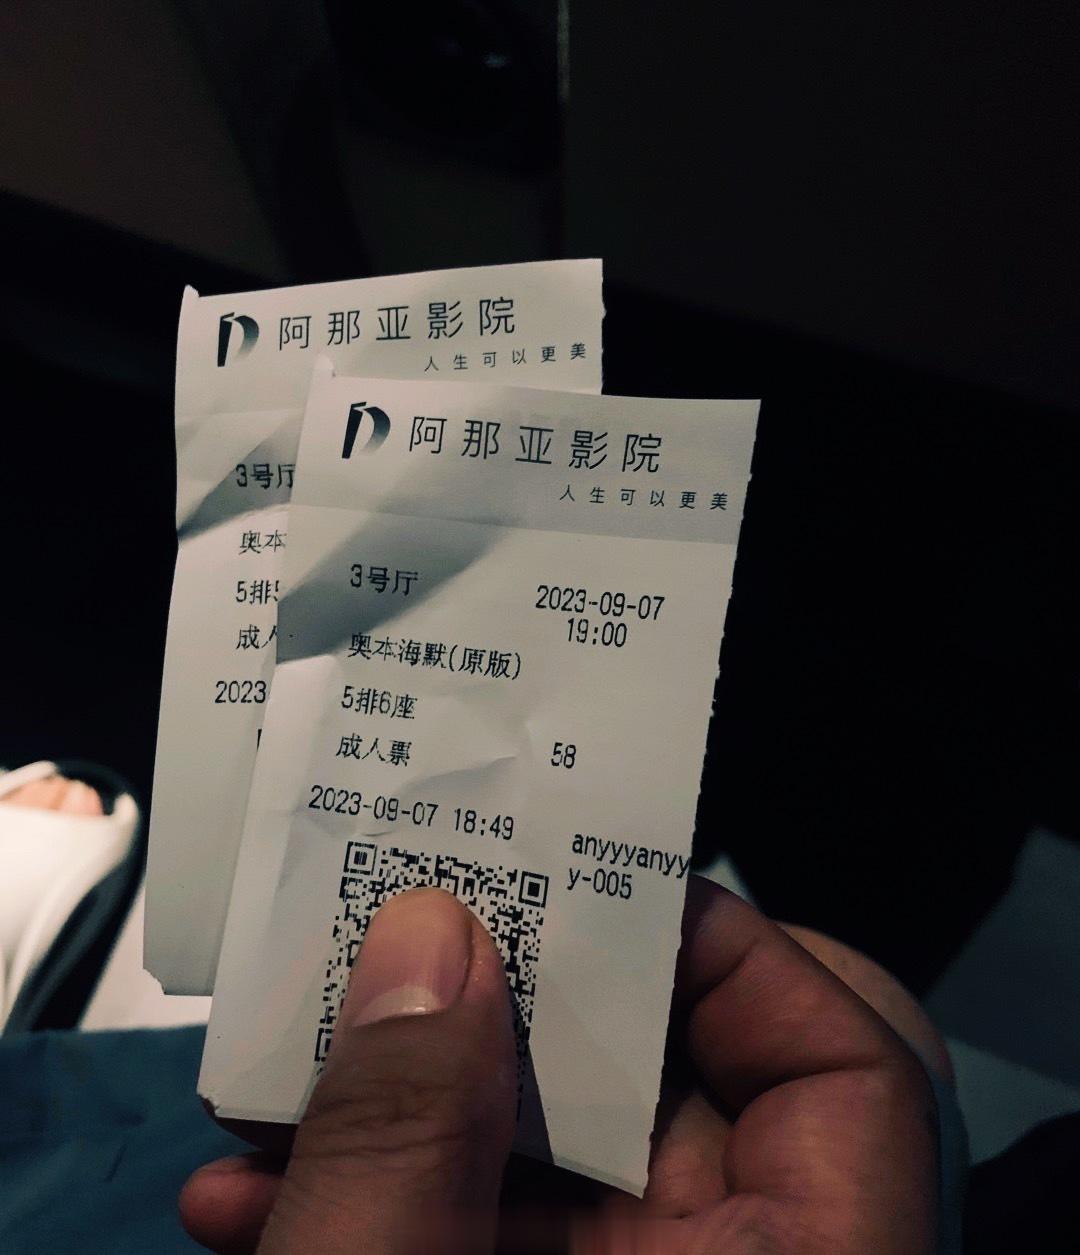 阿那亚影院
人生可以更美
3号厅
奥本
5排5
成人
2023
阿那亚影院
人生可以更美
3号厅
2023-09-07
19:00
奥本海默(原版)
5排6座
成人票 58
2023-09-07 18:49
anyyyanyy
y-005